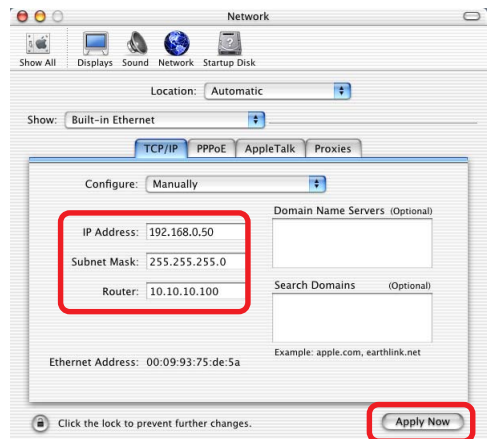 Network
Show All Displays Sound Network Startup Disk
Location: Automatic
Show: Built-in Ethernet
TCP/IP PPPoE AppleTalk Proxies
Configure: Manually
Domain Name Servers (Optional)
IP Address: 192.168.0.50
Subnet Mask: 255.255.255.0
Router: 10.10.10.100
Search Domains (Optional)
Example: apple.com, earthlink.net
Ethernet Address: 00:09:93:75:de:5a
Click the lock to prevent further changes.
Apply Now